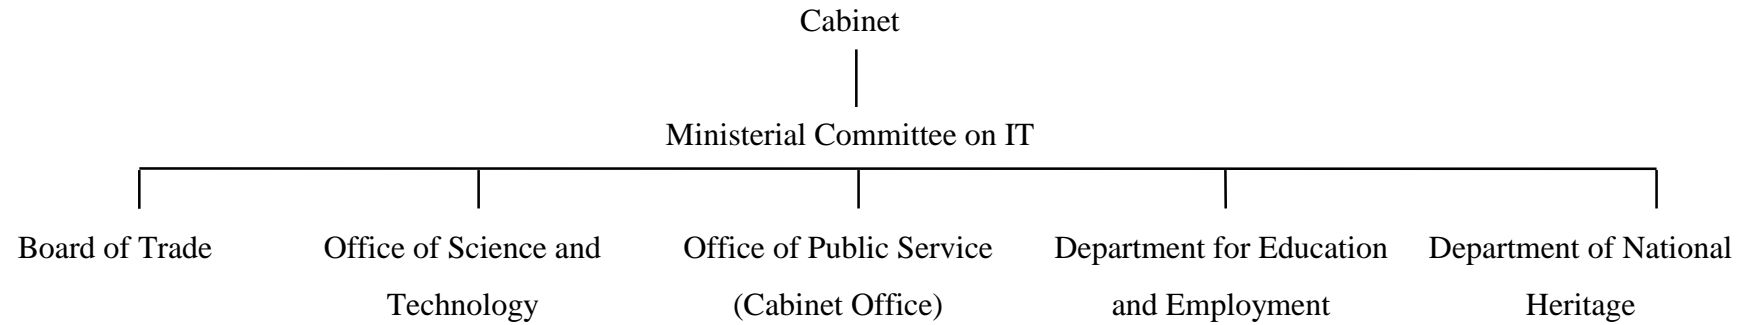 Cabinet
Ministerial Committee on IT
Board of Trade
Office of Science and
Technology
Office of Public Service
(Cabinet Office)
Department for Education
and Employment
Department of National
Heritage